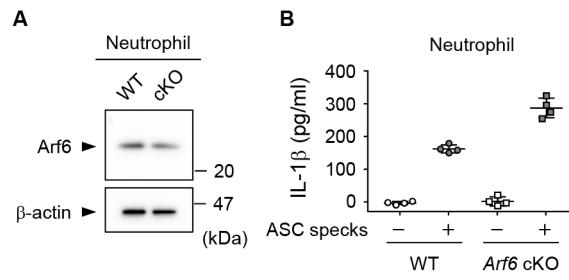 A
Neutrophil
WT cKO
Arf6
20
47
β-actin
(kDa)
B
Neutrophil
IL-1β (pg/ml)
400
300
200
100
0
ASC specks − + − +
WT Arf6 cKO